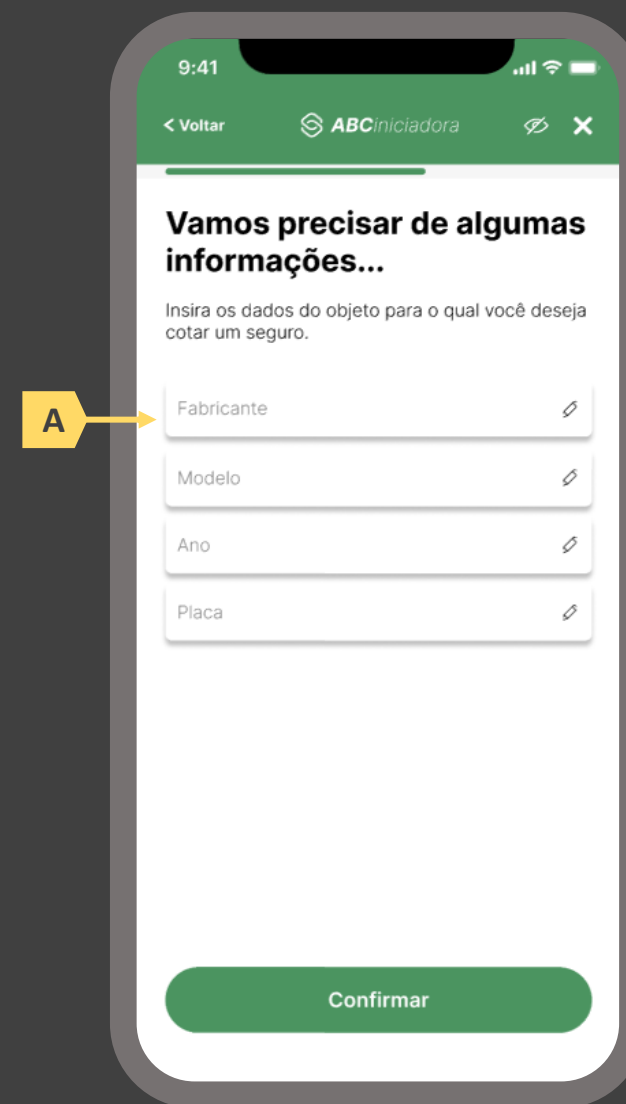 9:41
< Voltar
ABCiniciadora
Vamos precisar de algumas
informações...
Insira os dados do objeto para o qual você deseja
cotar um seguro.
A
Fabricante
Modelo
Ano
Placa
Confirmar